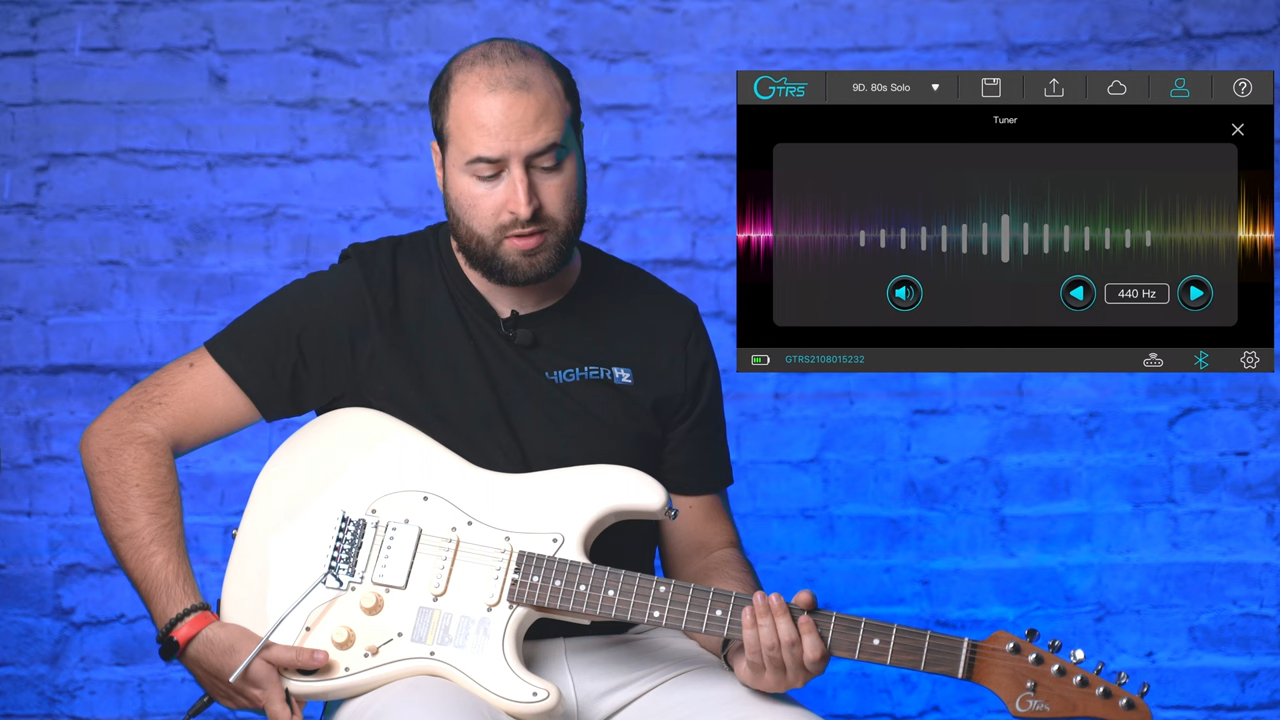 GTRS
9D. 80s Solo
Tuner
440 Hz
GTRS2108015232
HIGHER HZ
GTRS